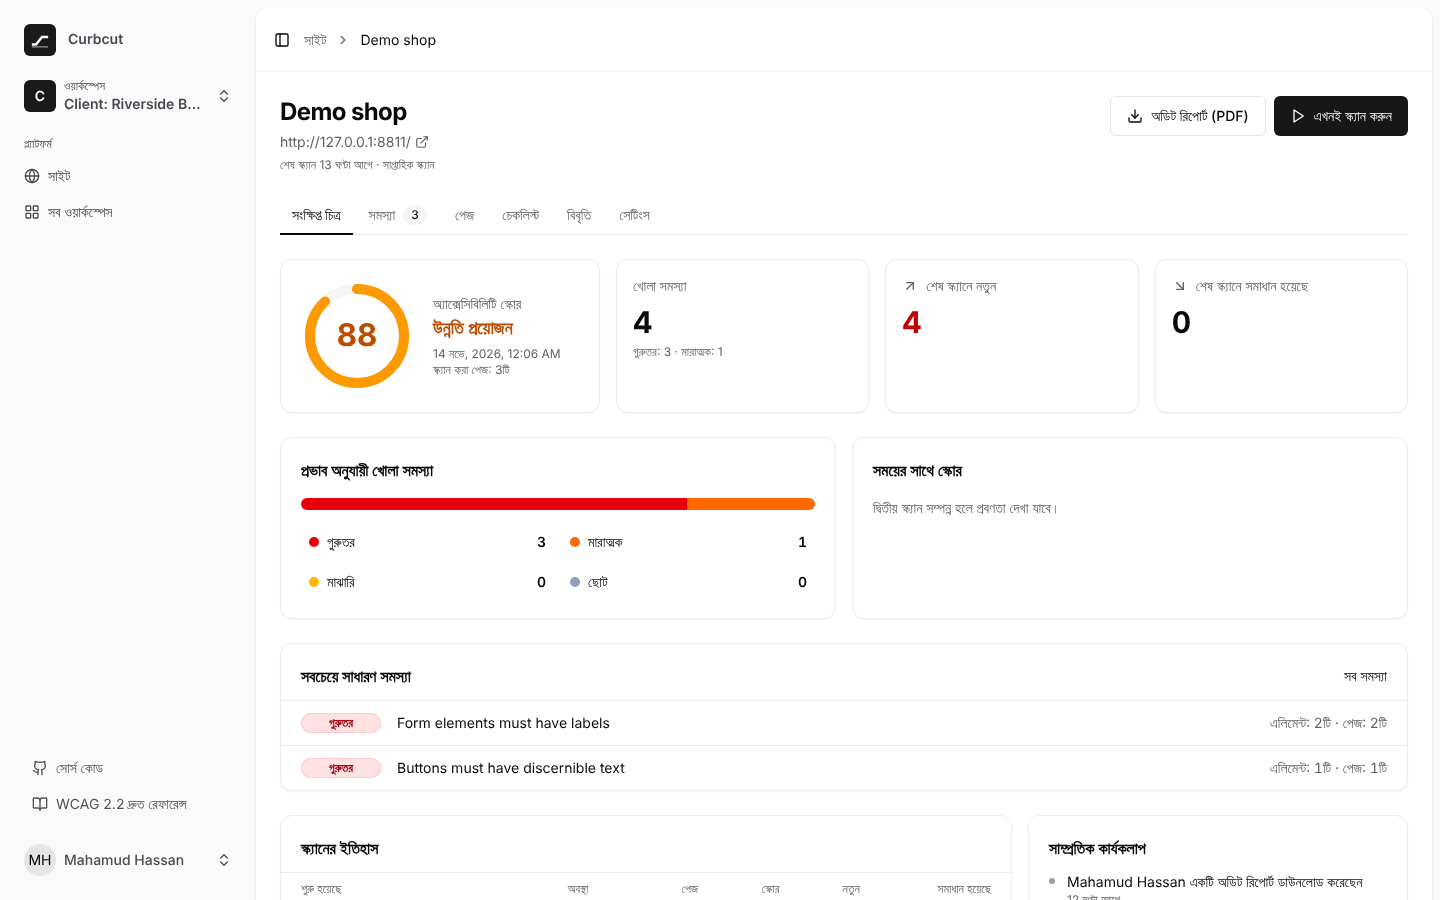 Curbcut
C
ওয়ার্কস্পেস
Client: Riverside B...
প্ল্যাটফর্ম
সাইট
সব ওয়ার্কস্পেস
সোর্স কোড
WCAG 2.2 দ্রুত রেফারেন্স
MH
Mahamud Hassan
সাইট
Demo shop
Demo shop
http://127.0.0.1:8811/
শেষ স্ক্যান 13 ঘণ্টা আগে · সাপ্তাহিক স্ক্যান
অডিট রিপোর্ট (PDF)
এখনই স্ক্যান করুন
সংক্ষিপ্ত চিত্র
সমস্যা 3
পেজ
চেকলিস্ট
বিবৃতি
সেটিংস
88
অ্যাক্সেসিবিলিটি স্কোর
উন্নতি প্রয়োজন
14 নভে, 2026, 12:06 AM
স্ক্যান করা পেজ: 3টি
খোলা সমস্যা
4
গুরুতর: 3 · মারাত্মক: 1
শেষ স্ক্যানে নতুন
4
শেষ স্ক্যানে সমাধান হয়েছে
0
প্রভাব অনুযায়ী খোলা সমস্যা
গুরুতর 3
মারাত্মক 1
মাঝারি 0
ছোট 0
সময়ের সাথে স্কোর
দ্বিতীয় স্ক্যান সম্পন্ন হলে প্রবণতা দেখা যাবে।
সবচেয়ে সাধারণ সমস্যা
সব সমস্যা
গুরুতর Form elements must have labels এলিমেন্ট: 2টি · পেজ: 2টি
গুরুতর Buttons must have discernible text এলিমেন্ট: 1টি · পেজ: 1টি
স্ক্যানের ইতিহাস
শুরু হয়েছে অবস্থা পেজ স্কোর নতুন সমাধান হয়েছে
সাম্প্রতিক কার্যকলাপ
Mahamud Hassan একটি অডিট রিপোর্ট ডাউনলোড করেছেন
12 ঘণ্টা আগে